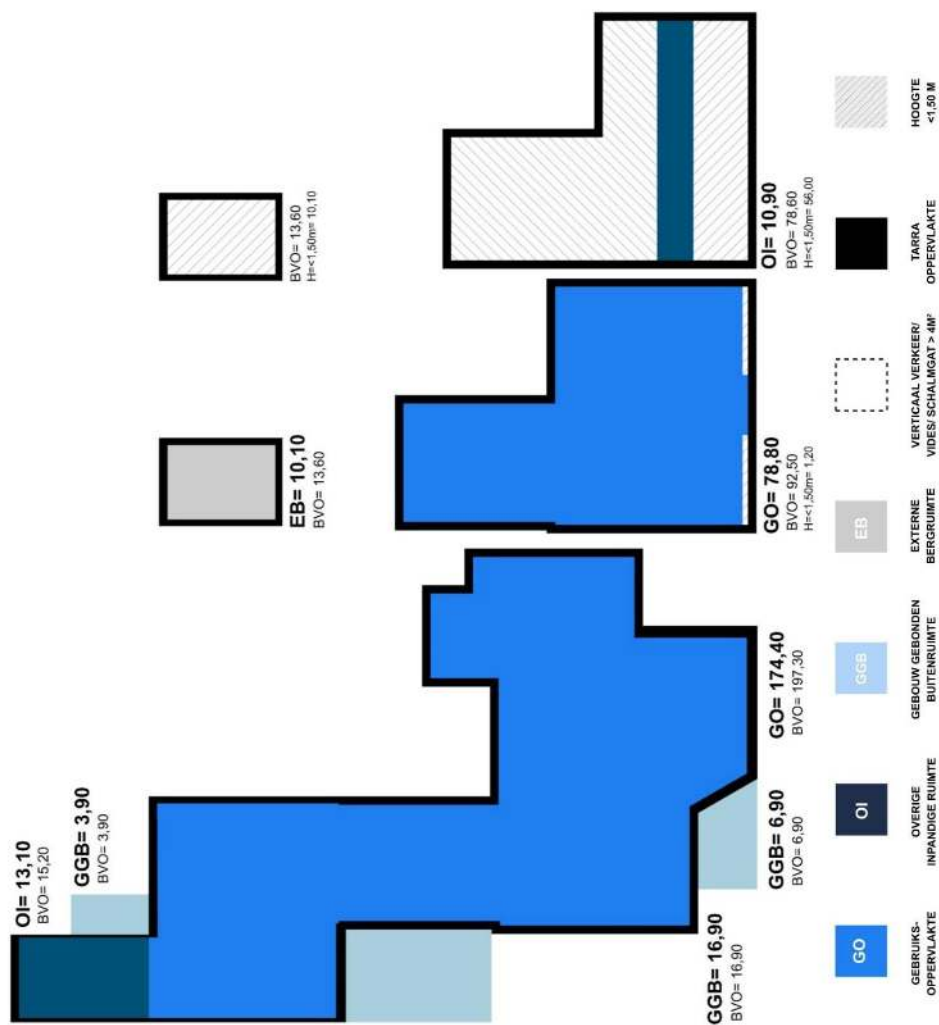 OI= 13,10
BVO= 15,20
GGB= 3,90
BVO= 3,90
GGB= 16,90
BVO= 16,90
GGB= 6,90
BVO= 6,90
GO= 174,40
BVO= 197,30
EB= 10,10
BVO= 13,60
GO= 78,80
BVO= 92,50
H=<1,50m= 1,20
BVO= 13,60
H=<1,50m= 10,10
OI= 10,90
BVO= 78,60
H=<1,50m= 56,00
GO
GEBRUIKS-
OPPERVLAKTE
OI
OVERIGE
INPANDIGE RUIMTE
GGB
GEBOUW GEBONDEN
BUITENRUIMTE
EB
EXTERNE
BERGRUIMTE
VERTICAAL VERKEER/
VIDES/ SCHALMGAT > 4M²
TARRA
OPPERVLAKTE
HOOGTE
<1,50 M